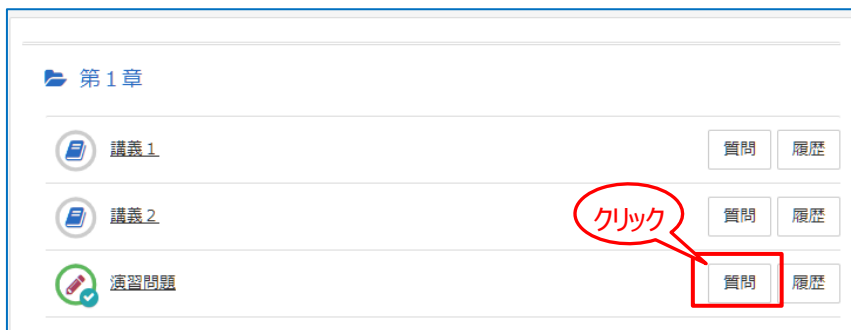 第1章
講義1 質問 履歴
講義2 質問 履歴
クリック
演習問題 質問 履歴